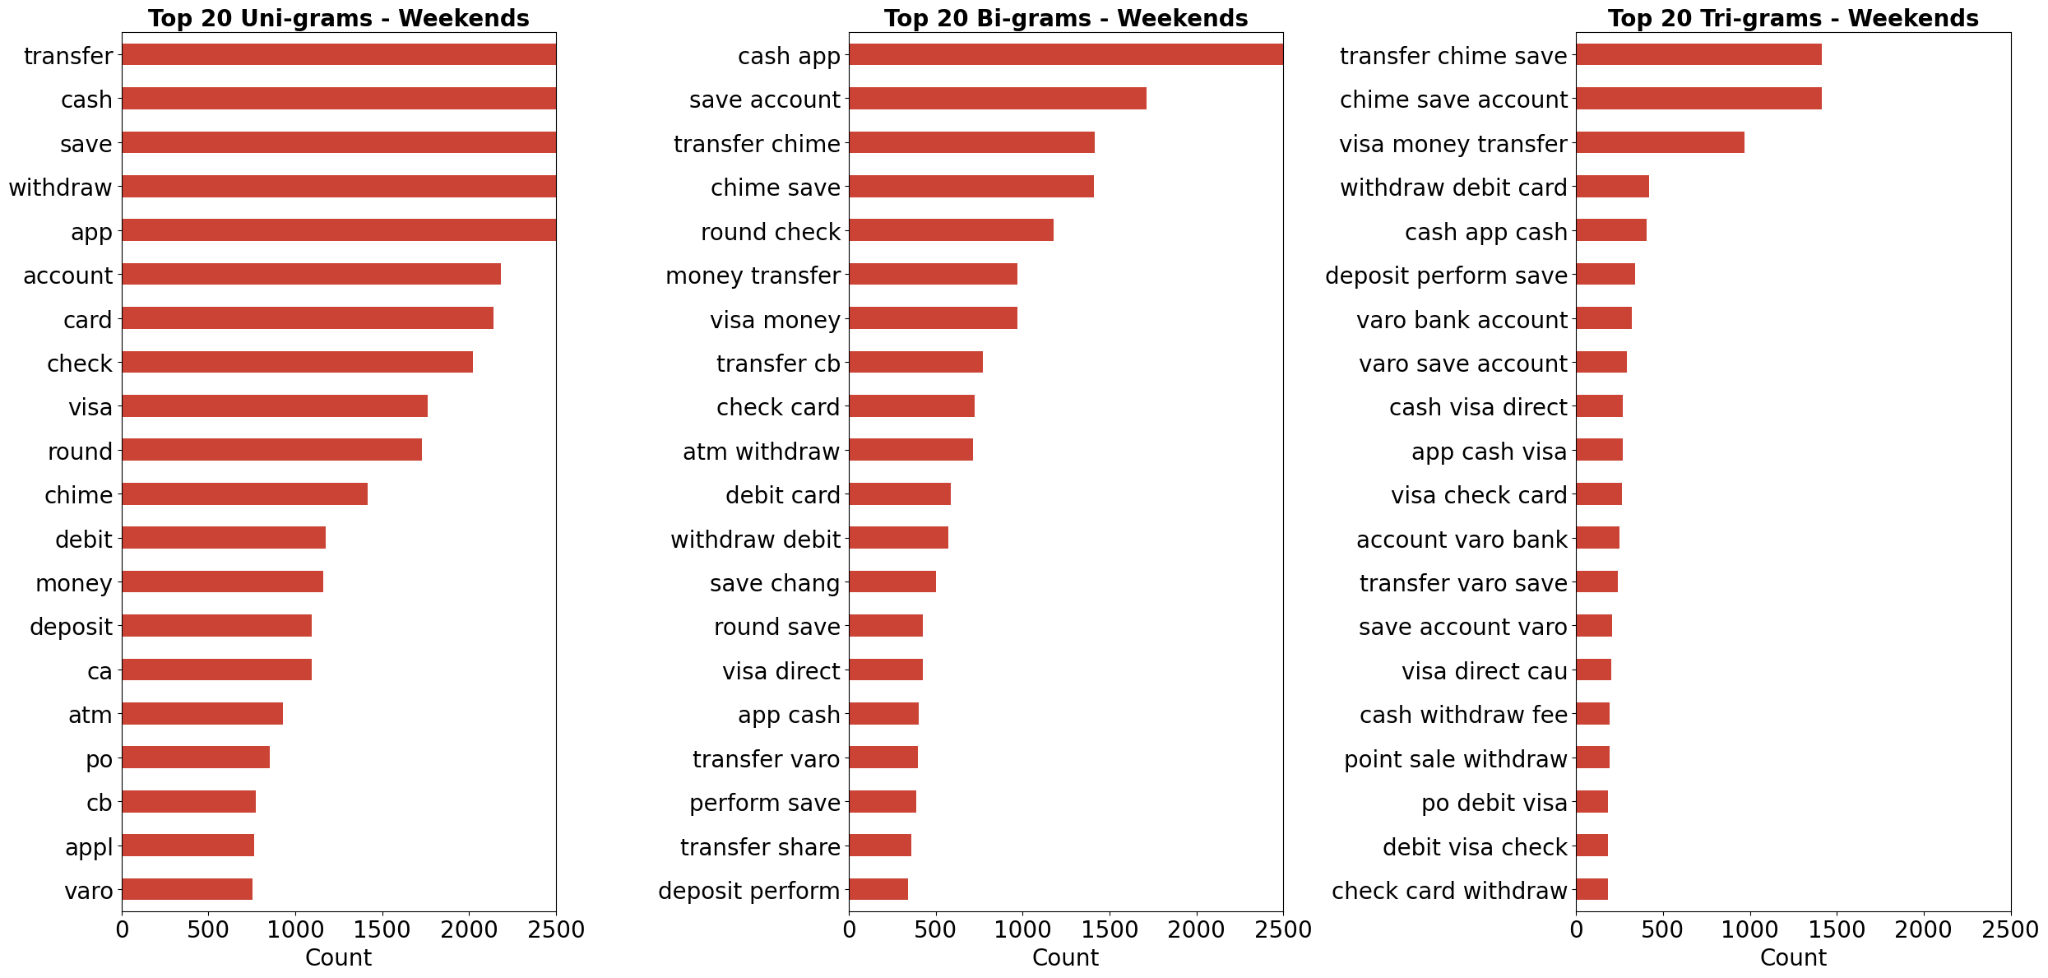 Top 20 Uni-grams - Weekends
transfer
cash
save
withdraw
app
account
card
check
visa
round
chime
debit
money
deposit
ca
atm
po
cb
appl
varo
0 500 1000 1500 2000 2500
Count
Top 20 Bi-grams - Weekends
cash app
save account
transfer chime
chime save
round check
money transfer
visa money
transfer cb
check card
atm withdraw
debit card
withdraw debit
save chang
round save
visa direct
app cash
transfer varo
perform save
transfer share
deposit perform
0 500 1000 1500 2000 2500
Count
Top 20 Tri-grams - Weekends
transfer chime save
chime save account
visa money transfer
withdraw debit card
cash app cash
deposit perform save
varo bank account
varo save account
cash visa direct
app cash visa
visa check card
account varo bank
transfer varo save
save account varo
visa direct cau
cash withdraw fee
point sale withdraw
po debit visa
debit visa check
check card withdraw
0 500 1000 1500 2000 2500
Count